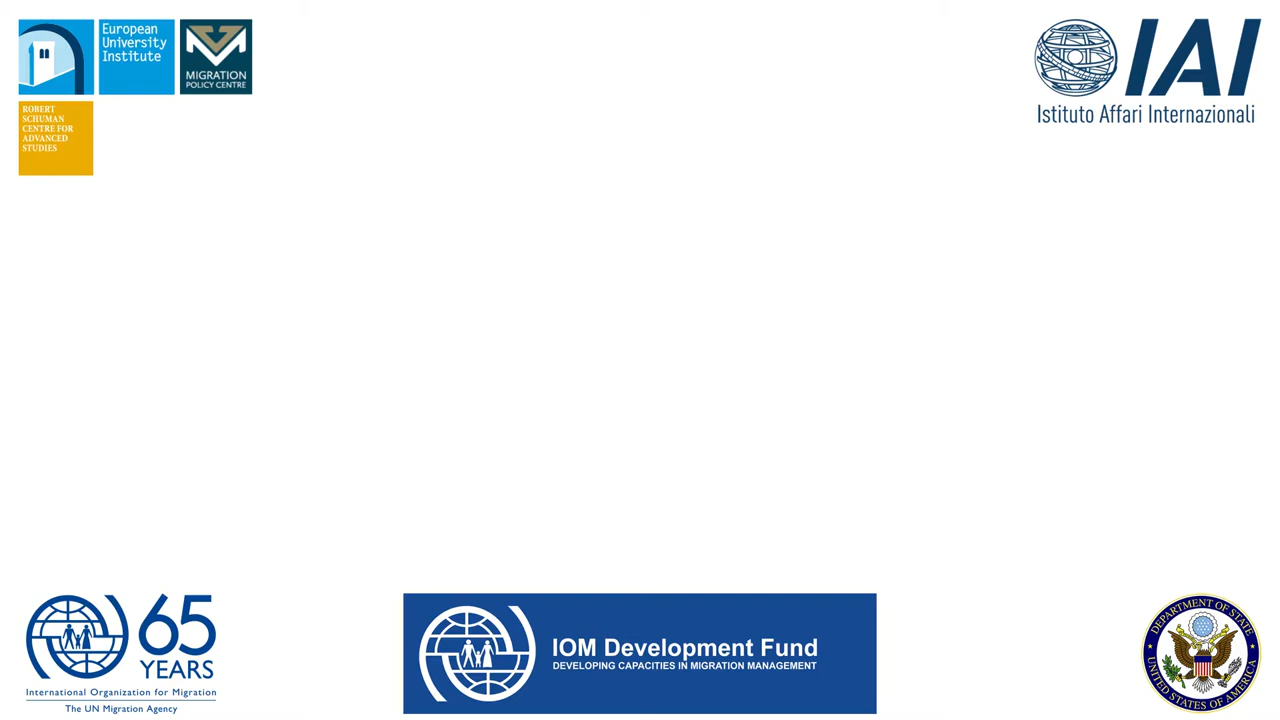 European
University
Institute
MIGRATION
POLICY CENTRE
ROBERT
SCHUMAN
CENTRE FOR
ADVANCED
STUDIES
IAI
Istituto Affari Internazionali
65
YEARS
International Organization for Migration
The UN Migration Agency
IOM Development Fund
DEVELOPING CAPACITIES IN MIGRATION MANAGEMENT
DEPARTMENT OF STATE
UNITED STATES OF AMERICA